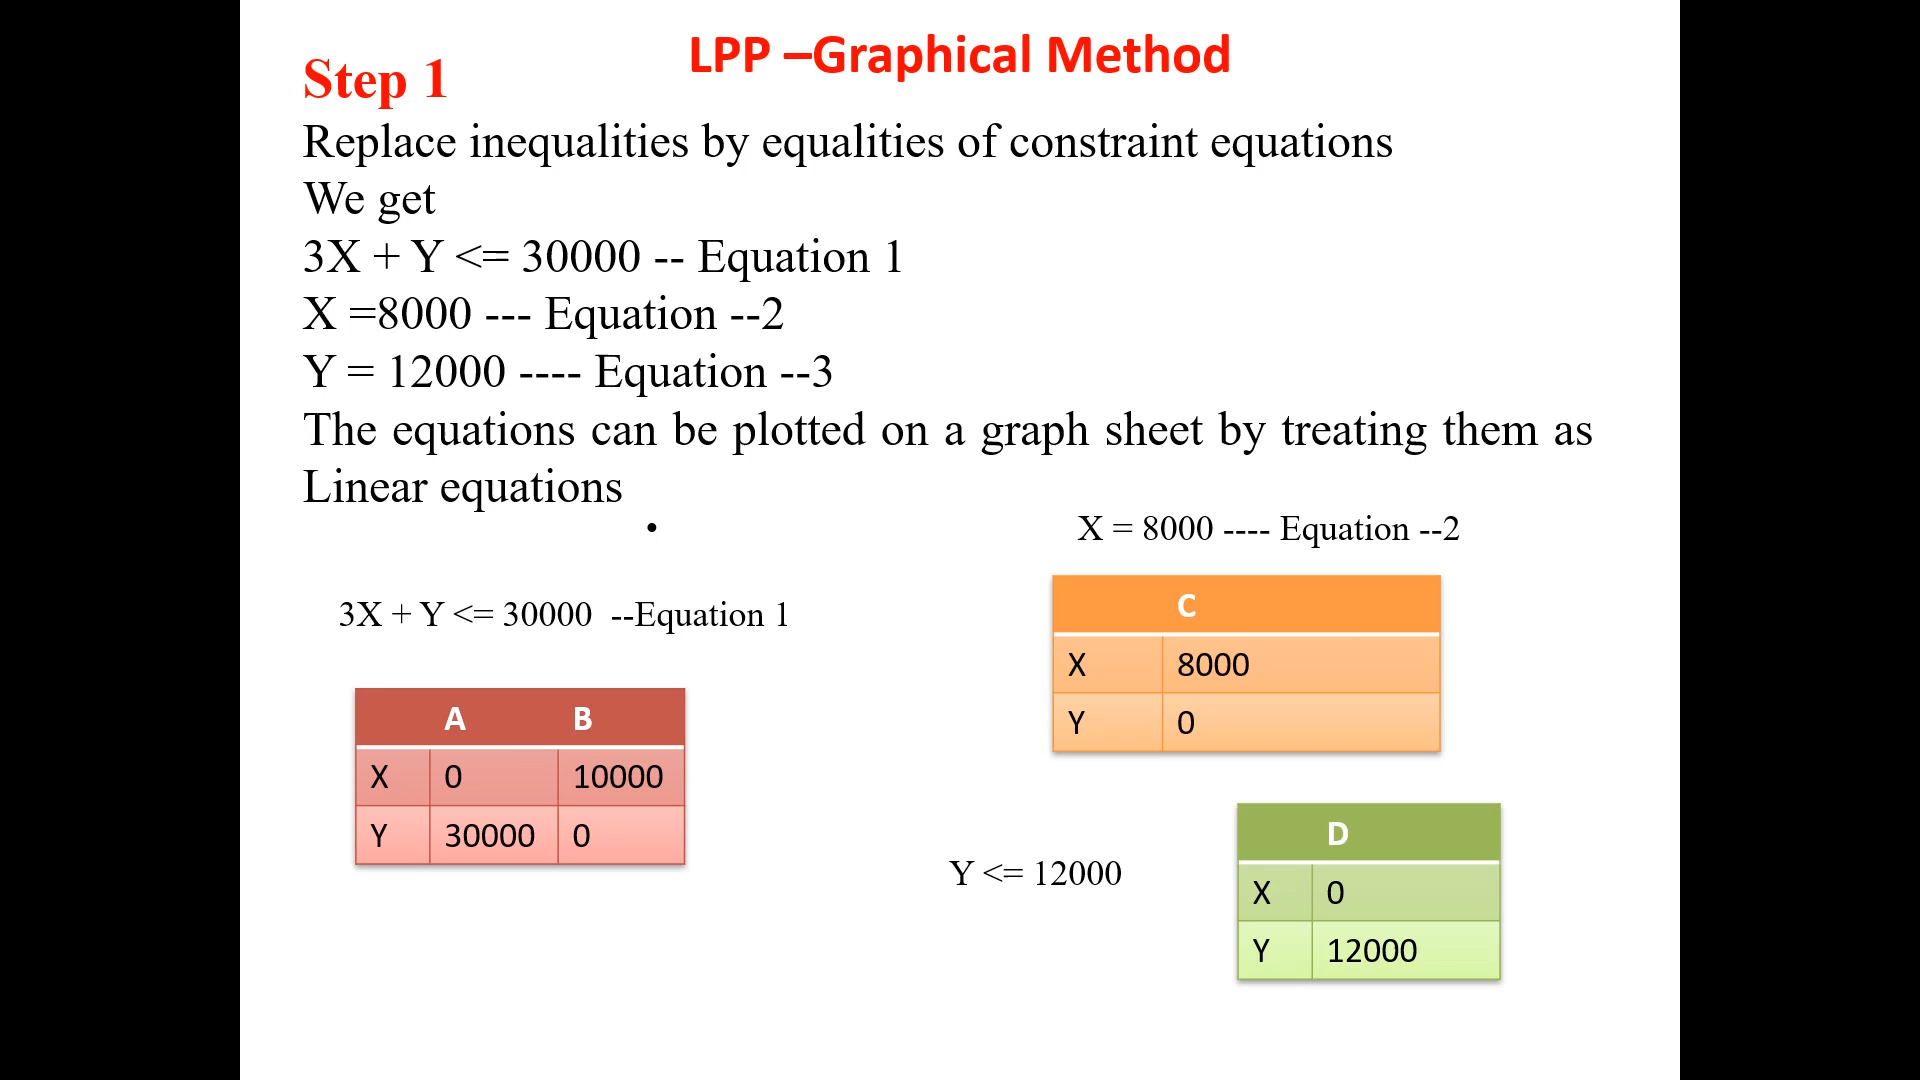 LPP –Graphical Method
Step 1
Replace inequalities by equalities of constraint equations
We get
3X + Y <= 30000 -- Equation 1
X =8000 --- Equation --2
Y = 12000 ---- Equation --3
The equations can be plotted on a graph sheet by treating them as
Linear equations
•
X = 8000 ---- Equation --2
3X + Y <= 30000 --Equation 1
C
X 8000
Y 0
A B
X 0 10000
Y 30000 0
Y <= 12000
D
X 0
Y 12000